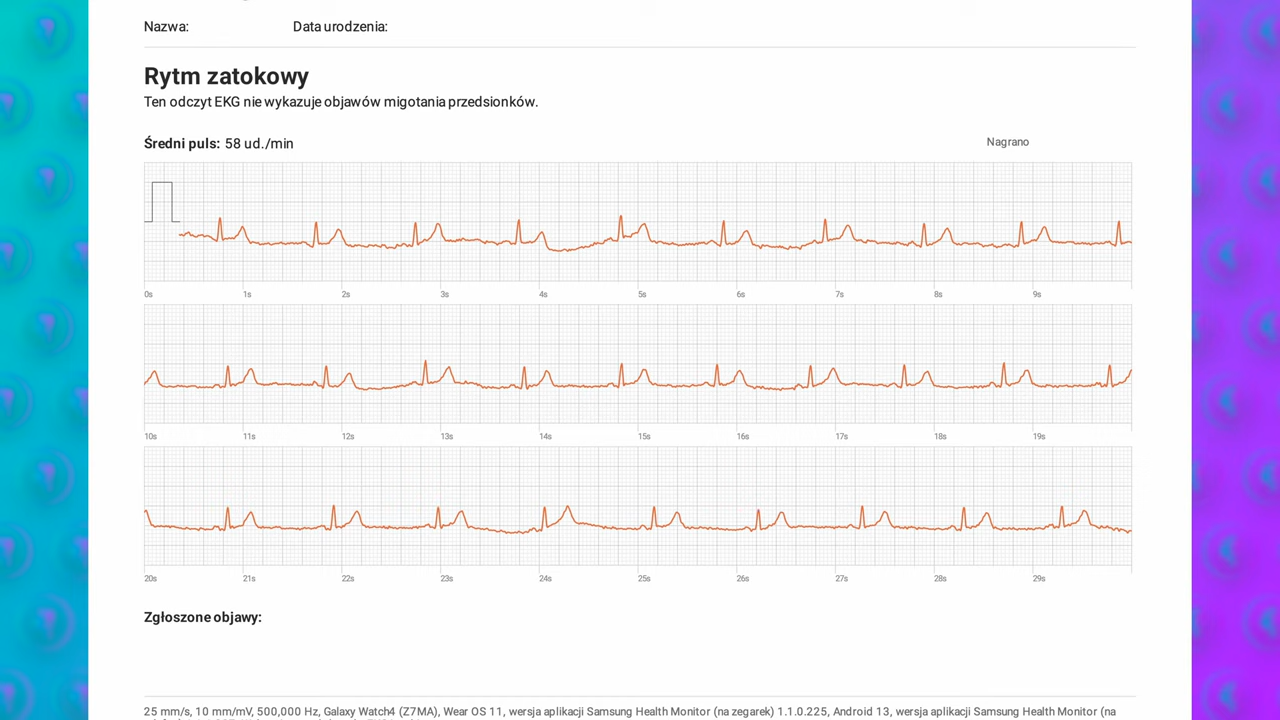 Nazwa: Data urodzenia:
Rytm zatokowy
Ten odczyt EKG nie wykazuje objawów migotania przedsionków.
Średni puls: 58 ud./min Nagrano
0s 1s 2s 3s 4s 5s 6s 7s 8s 9s
10s 11s 12s 13s 14s 15s 16s 17s 18s 19s
20s 21s 22s 23s 24s 25s 26s 27s 28s 29s
Zgłoszone objawy:
25 mm/s, 10 mm/mV, 500,000 Hz, Galaxy Watch4 (Z7MA), Wear OS 11, wersja aplikacji Samsung Health Monitor (na zegarek) 1.1.0.225, Android 13, wersja aplikacji Samsung Health Monitor (na